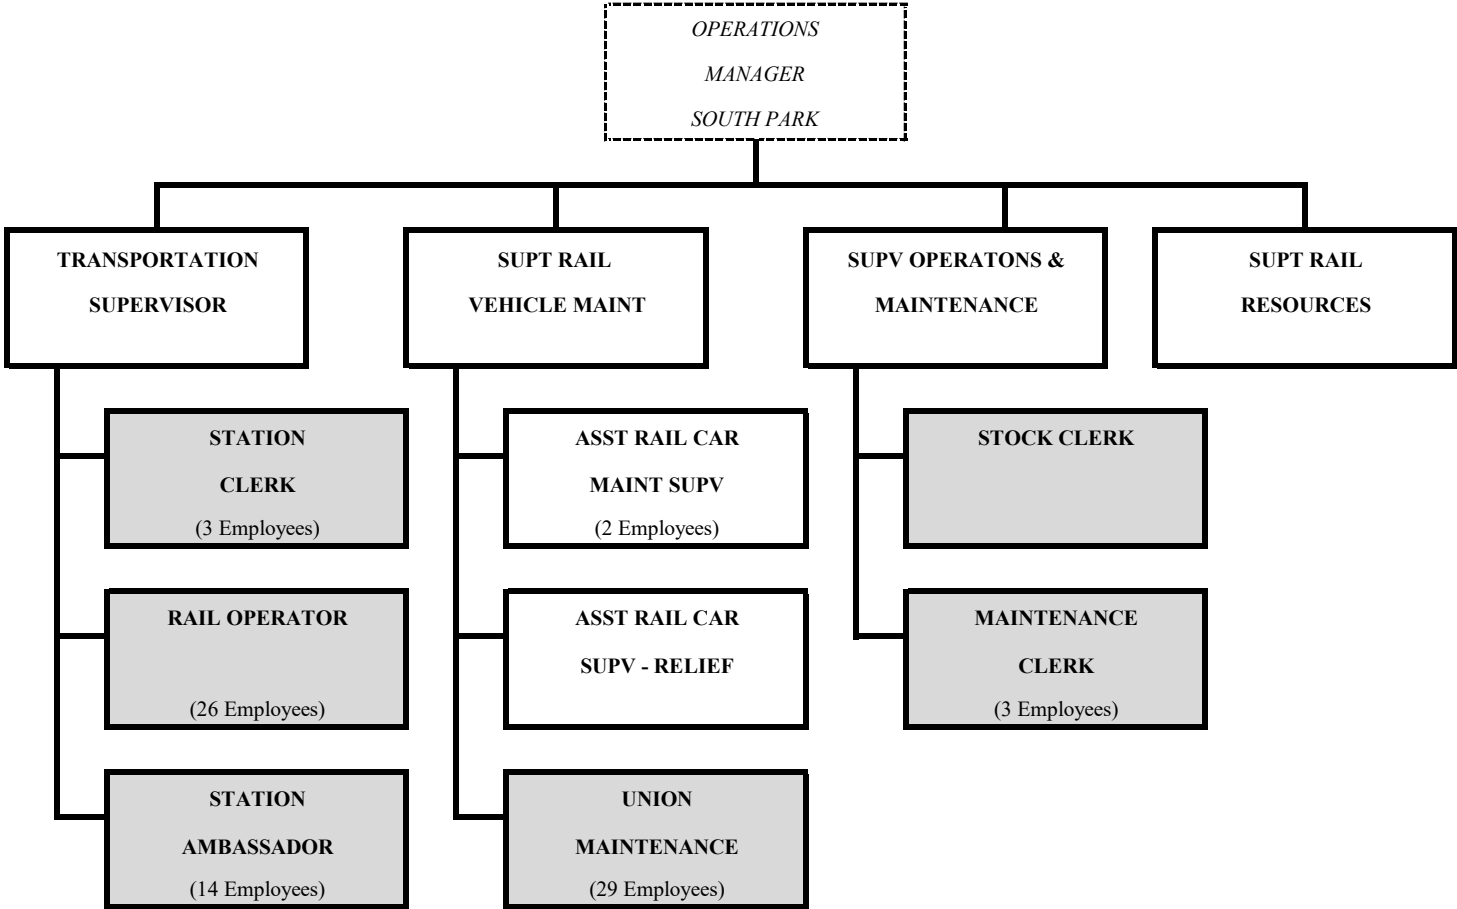 OPERATIONS
MANAGER
SOUTH PARK
TRANSPORTATION
SUPERVISOR
SUPT RAIL
VEHICLE MAINT
SUPV OPERATONS &
MAINTENANCE
SUPT RAIL
RESOURCES
STATION
CLERK
(3 Employees)
RAIL OPERATOR
(26 Employees)
STATION
AMBASSADOR
(14 Employees)
ASST RAIL CAR
MAINT SUPV
(2 Employees)
ASST RAIL CAR
SUPV - RELIEF
UNION
MAINTENANCE
(29 Employees)
STOCK CLERK
MAINTENANCE
CLERK
(3 Employees)